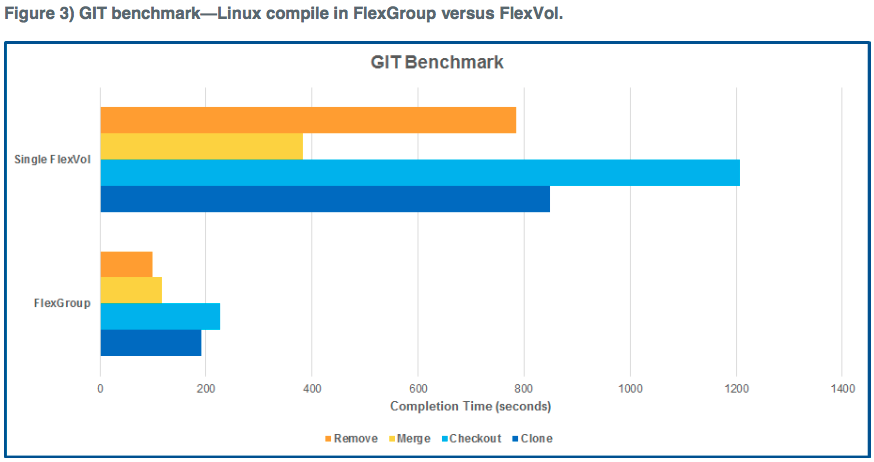 Figure 3) GIT benchmark—Linux compile in FlexGroup versus FlexVol.
GIT Benchmark
Single FlexVol
FlexGroup
0 200 400 600 800 1000 1200 1400
Completion Time (seconds)
Remove Merge Checkout Clone